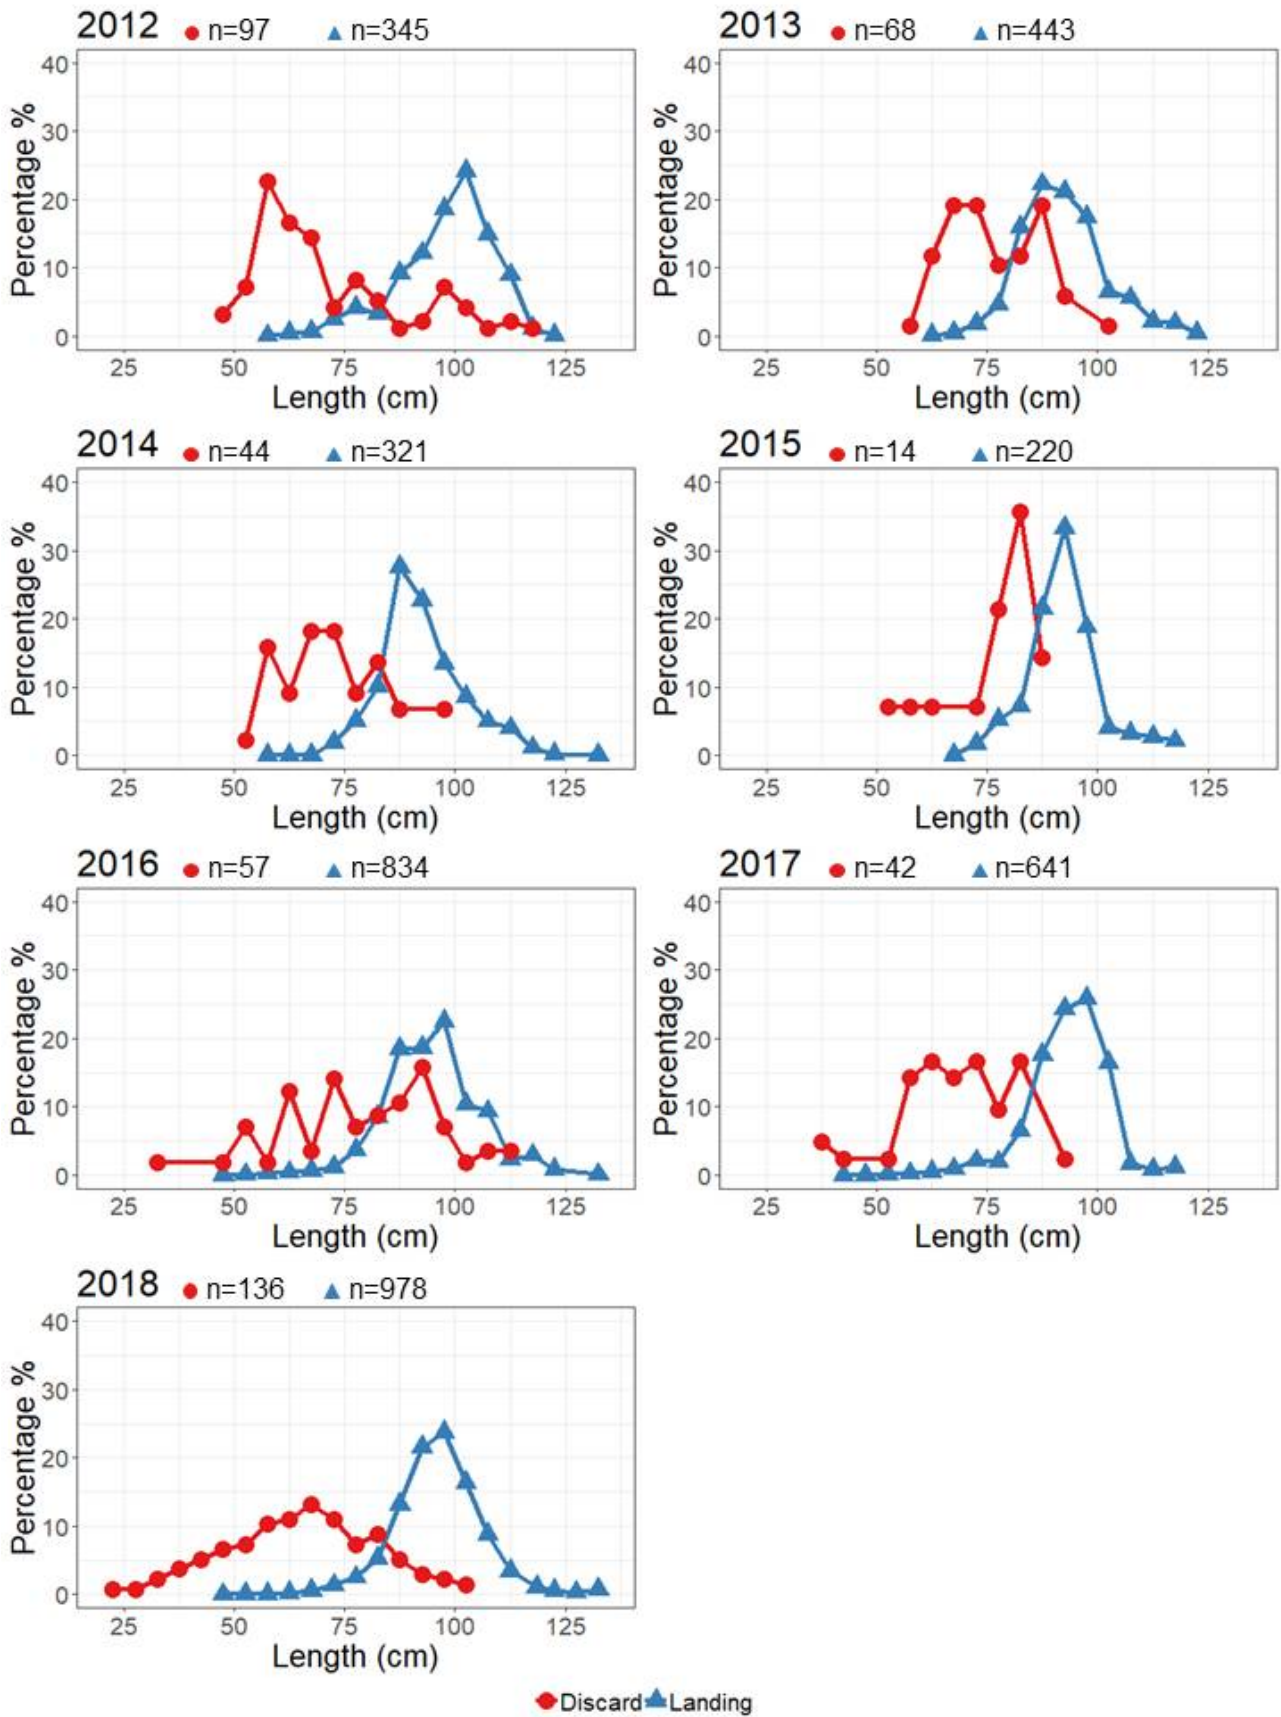 2012 n=97 n=345
2013 n=68 n=443
40
30
20
10
0
Percentage %
25 50 75 100 125
Length (cm)
40
30
20
10
0
Percentage %
25 50 75 100 125
Length (cm)
2014 n=44 n=321
2015 n=14 n=220
40
30
20
10
0
Percentage %
25 50 75 100 125
Length (cm)
40
30
20
10
0
Percentage %
25 50 75 100 125
Length (cm)
2016 n=57 n=834
2017 n=42 n=641
40
30
20
10
0
Percentage %
25 50 75 100 125
Length (cm)
40
30
20
10
0
Percentage %
25 50 75 100 125
Length (cm)
2018 n=136 n=978
40
30
20
10
0
Percentage %
25 50 75 100 125
Length (cm)
Discard Landing